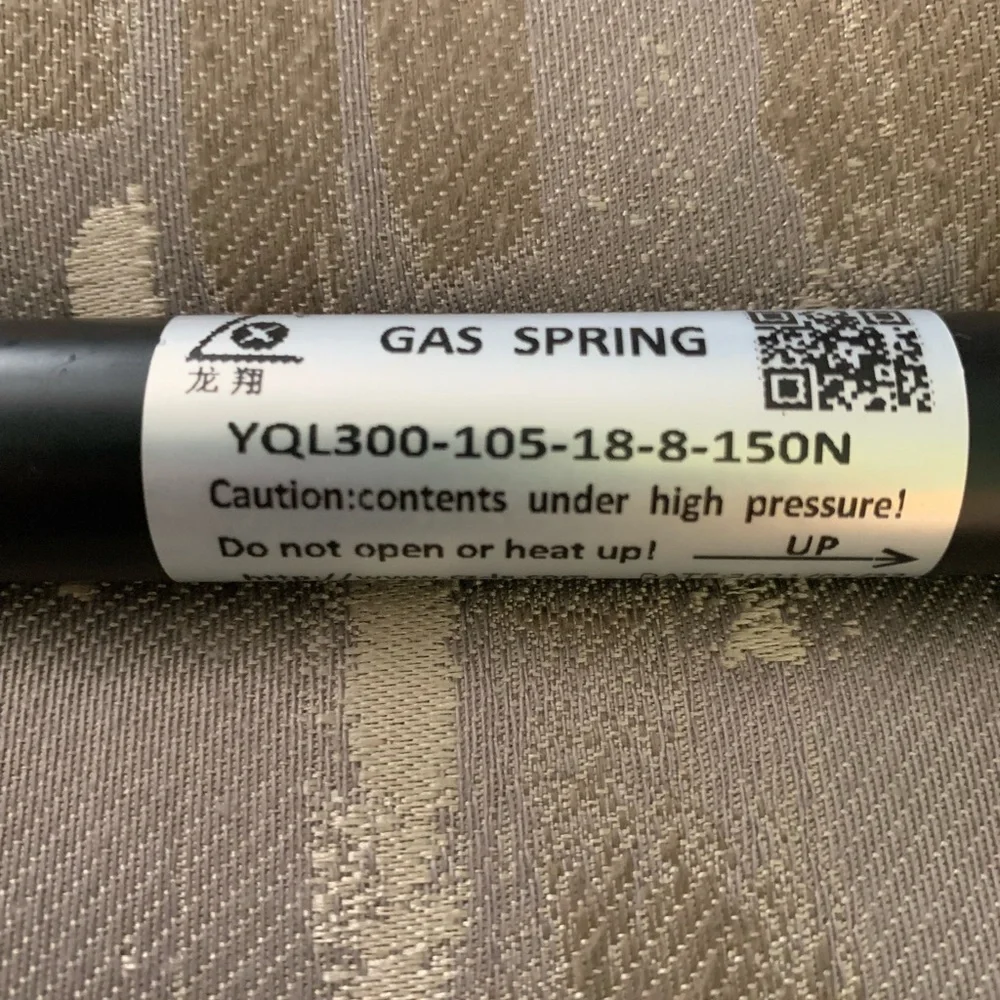 GAS SPRING
龙翔
YQL300-105-18-8-150N
Caution:contents under high pressure!
Do not open or heat up!
UP